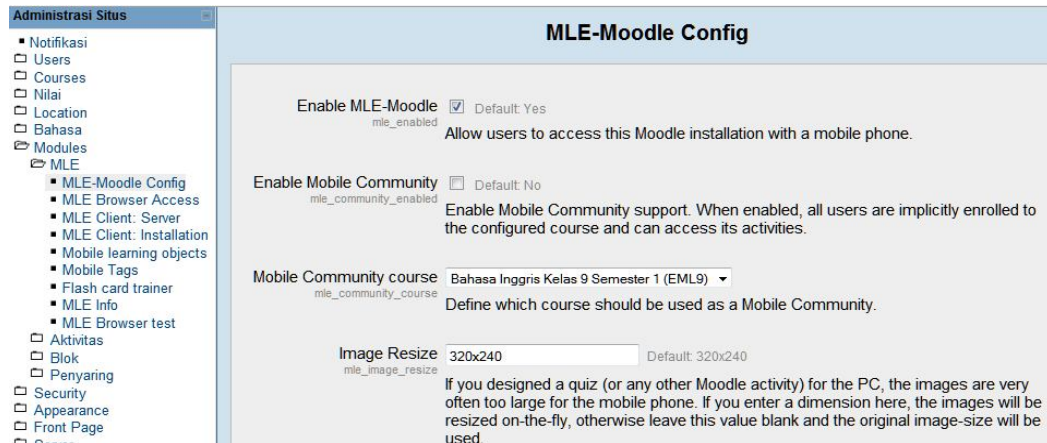 Administrasi Situs
Notifikasi
Users
Courses
Nilai
Location
Bahasa
Modules
MLE
MLE-Moodle Config
MLE Browser Access
MLE Client: Server
MLE Client: Installation
Mobile learning objects
Mobile Tags
Flash card trainer
MLE Info
MLE Browser test
Aktivitas
Blok
Penyaring
Security
Appearance
Front Page
MLE-Moodle Config
Enable MLE-Moodle Default: Yes
mle_enabled
Allow users to access this Moodle installation with a mobile phone.
Enable Mobile Community Default: No
mle_community_enabled
Enable Mobile Community support. When enabled, all users are implicitly enrolled to
the configured course and can access its activities.
Mobile Community course Bahasa Inggris Kelas 9 Semester 1 (EML9)
mle_community_course
Define which course should be used as a Mobile Community.
Image Resize 320x240 Default: 320x240
mle_image_resize
If you designed a quiz (or any other Moodle activity) for the PC, the images are very
often too large for the mobile phone. If you enter a dimension here, the images will be
resized on-the-fly, otherwise leave this value blank and the original image-size will be
used.